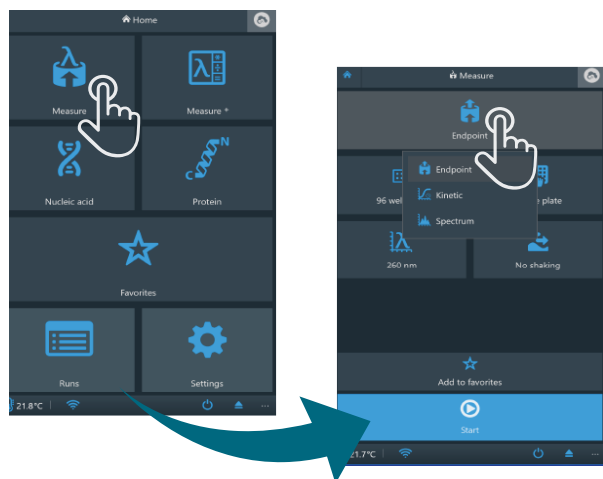 Home
λ
λ
Measure
Measure +
N
C
Nucleic acid
Protein
Favorites
Runs
Settings
21.8°C
Measure
Endpoint
Endpoint
Kinetic
Spectrum
96 wel
plate
λ
260 nm
No shaking
Add to favorites
Start
21.7°C